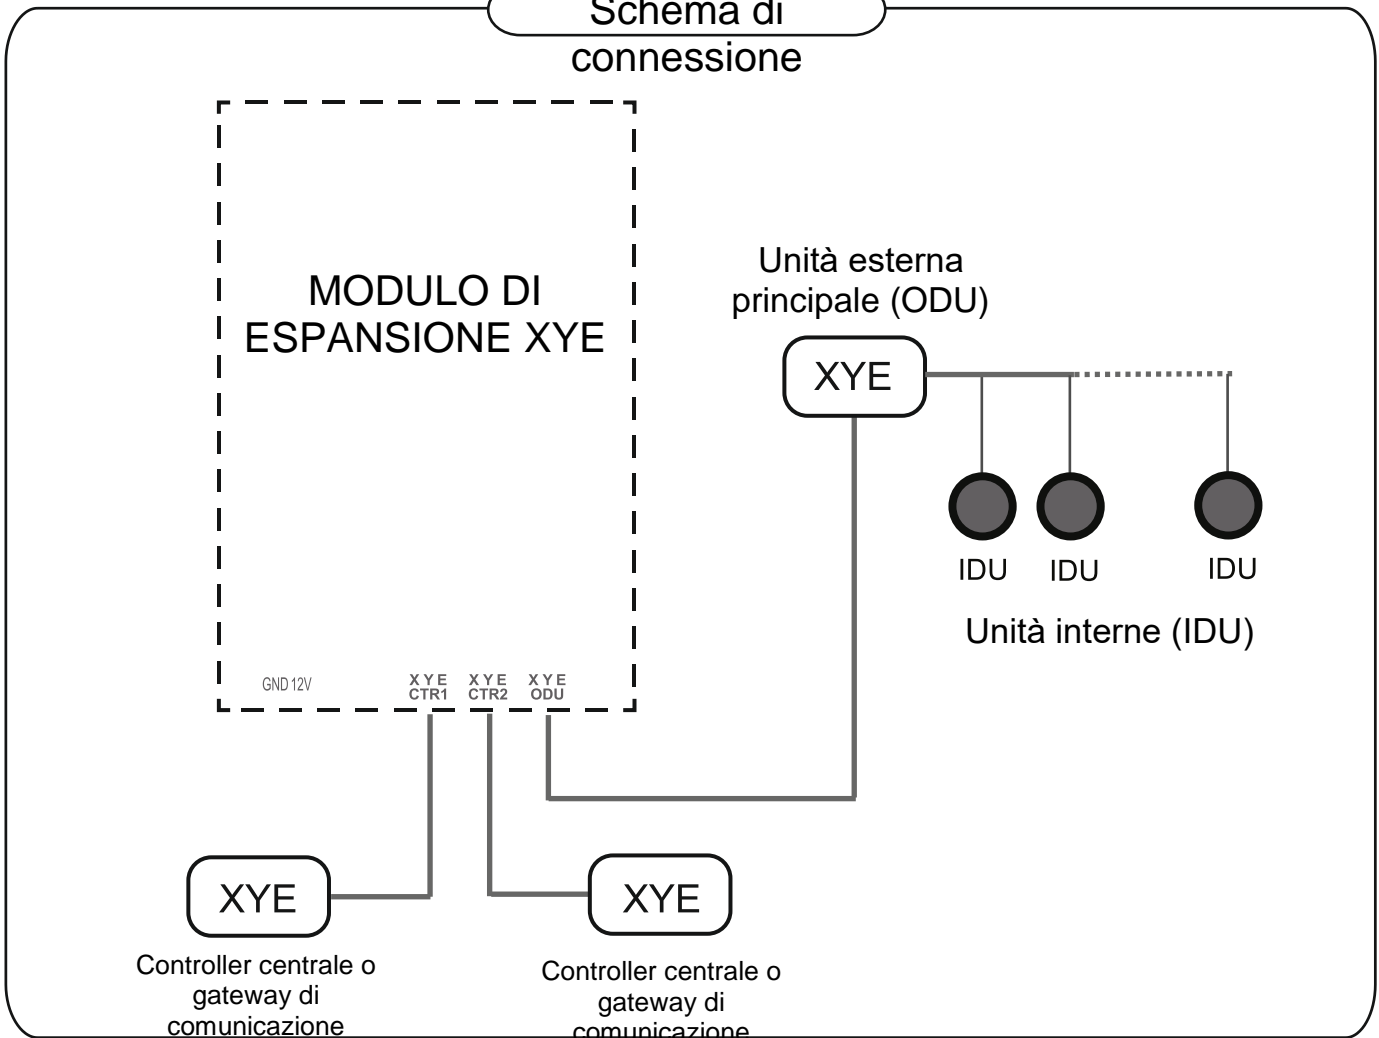 Schema di
connessione
MODULO DI
ESPANSIONE XYE
Unità esterna
principale (ODU)
XYE
IDU
IDU
IDU
Unità interne (IDU)
GND 12V
X Y E
CTR1
X Y E
CTR2
X Y E
ODU
XYE
Controller centrale o
gateway di
comunicazione
XYE
Controller centrale o
gateway di
comunicazione